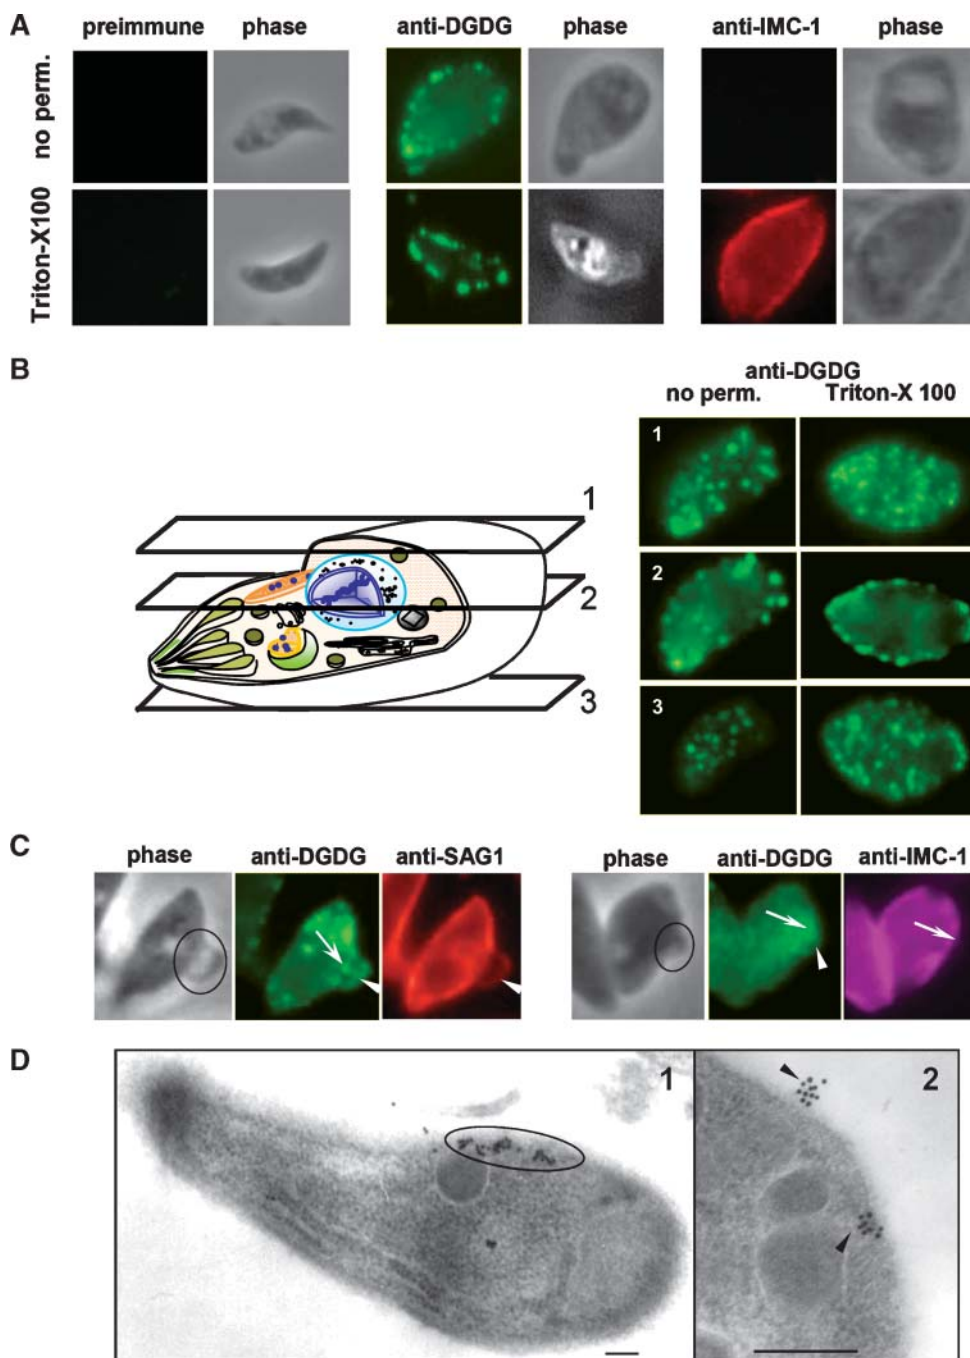 A
preimmune phase anti-DGDG phase anti-IMC-1 phase
no perm.
Triton-X100
B
anti-DGDG
no perm. Triton-X 100
1
2
3
1
2
3
C
phase anti-DGDG anti-SAG1 phase anti-DGDG anti-IMC-1
D
1 2